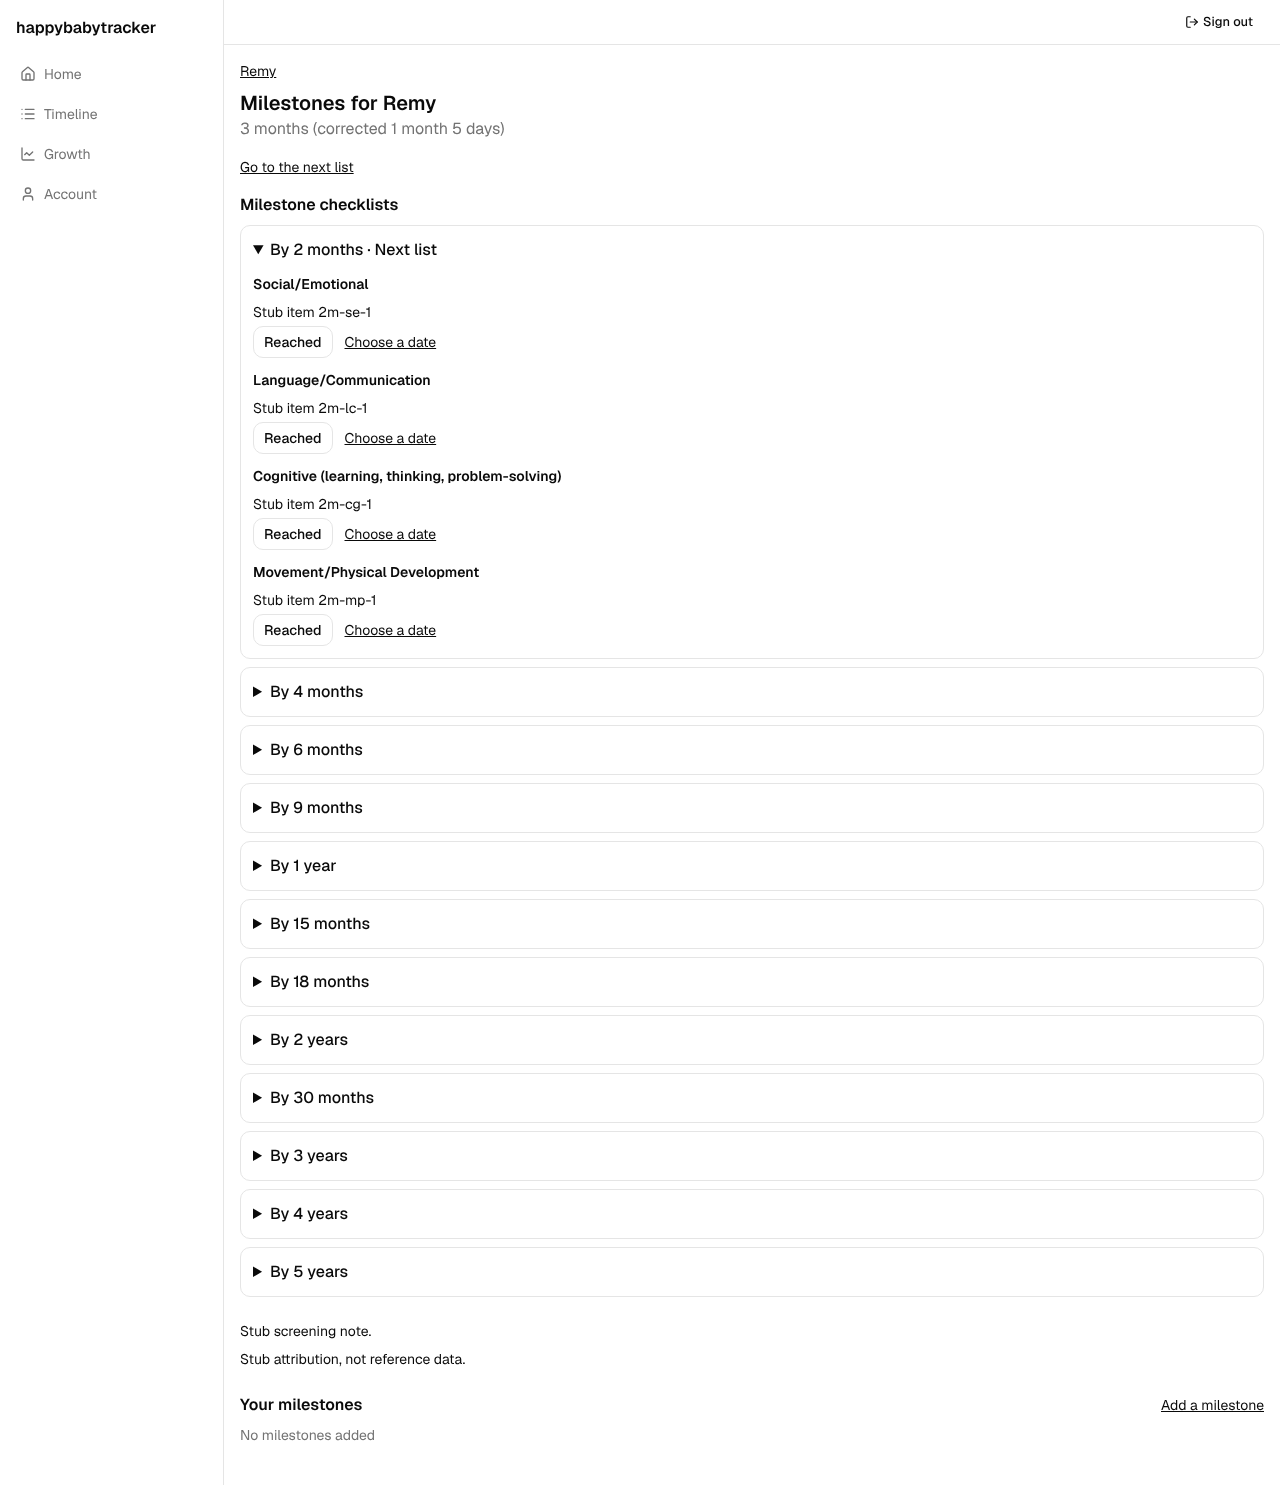 happybabytracker
Sign out
Home
Timeline
Growth
Account
Remy
Milestones for Remy
3 months (corrected 1 month 5 days)
Go to the next list
Milestone checklists
By 2 months · Next list
Social/Emotional
Stub item 2m-se-1
Reached Choose a date
Language/Communication
Stub item 2m-lc-1
Reached Choose a date
Cognitive (learning, thinking, problem-solving)
Stub item 2m-cg-1
Reached Choose a date
Movement/Physical Development
Stub item 2m-mp-1
Reached Choose a date
By 4 months
By 6 months
By 9 months
By 1 year
By 15 months
By 18 months
By 2 years
By 30 months
By 3 years
By 4 years
By 5 years
Stub screening note.
Stub attribution, not reference data.
Your milestones Add a milestone
No milestones added